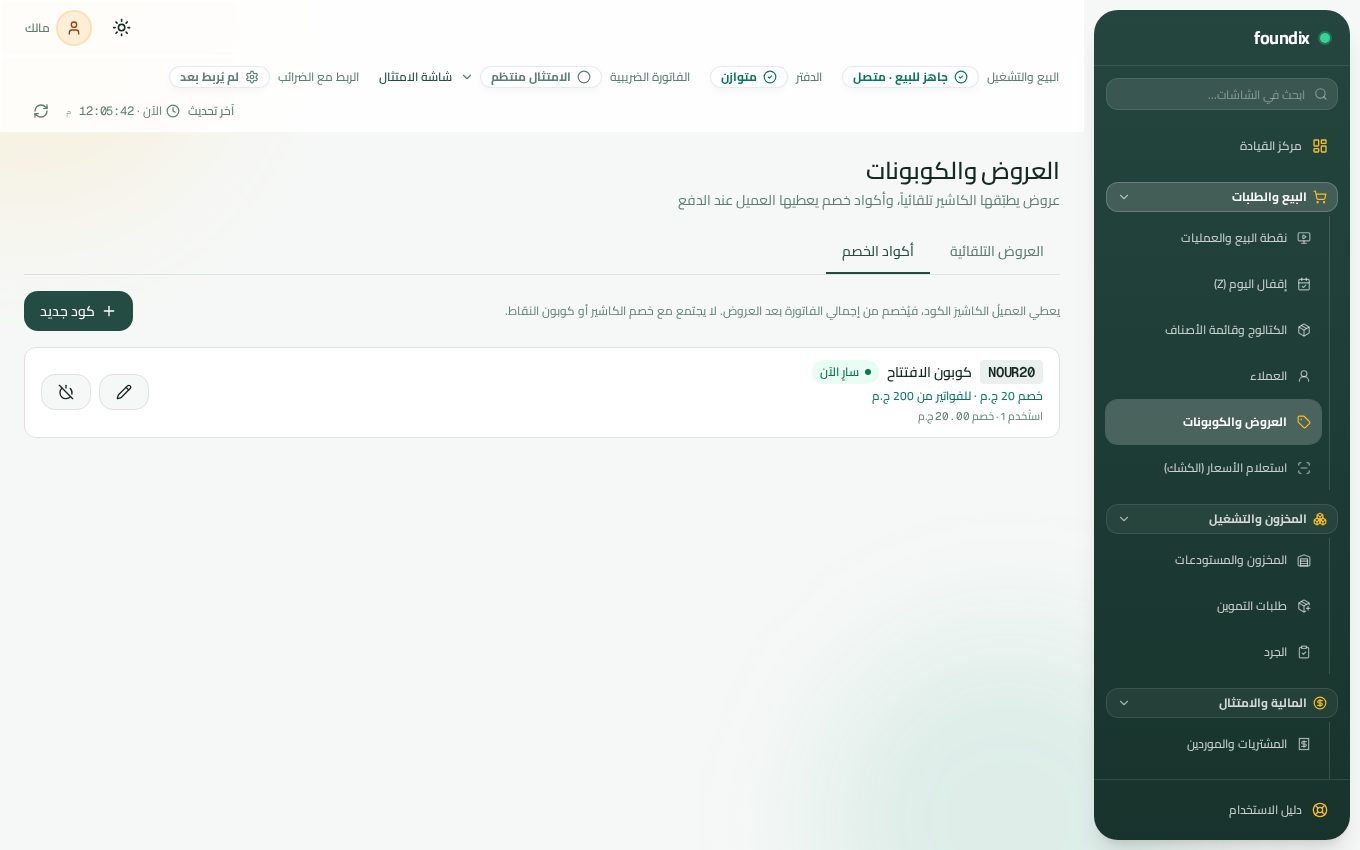 foundix
ابحث في الشاشات...
مركز القيادة
البيع والطلبات
نقطة البيع والعمليات
إقفال اليوم (Z)
الكتالوج وقائمة الأصناف
العملاء
العروض والكوبونات
استعلام الأسعار (الكشك)
المخزون والتشغيل
المخزون والمستودعات
طلبات التموين
الجرد
المالية والامتثال
المشتريات والموردين
دليل الاستخدام
مالك
البيع والتشغيل جاهز للبيع · متصل الدفتر متوازن الفاتورة الضريبية الامتثال منتظم شاشة الامتثال الربط مع الضرائب لم يُربط بعد
آخر تحديث الآن · 12:05:42 م
العروض والكوبونات
عروض يطبّقها الكاشير تلقائياً، وأكواد خصم يعطيها العميل عند الدفع
العروض التلقائية أكواد الخصم
يعطي العميلُ الكاشيرَ الكود، فيُخصم من إجمالي الفاتورة بعد العروض. لا يجتمع مع خصم الكاشير أو كوبون النقاط.
كود جديد
NOUR20 كوبون الافتتاح سارٍ الآن
خصم 20 ج.م · للفواتير من 200 ج.م
استُخدم 1 · خصم 20.00 ج.م